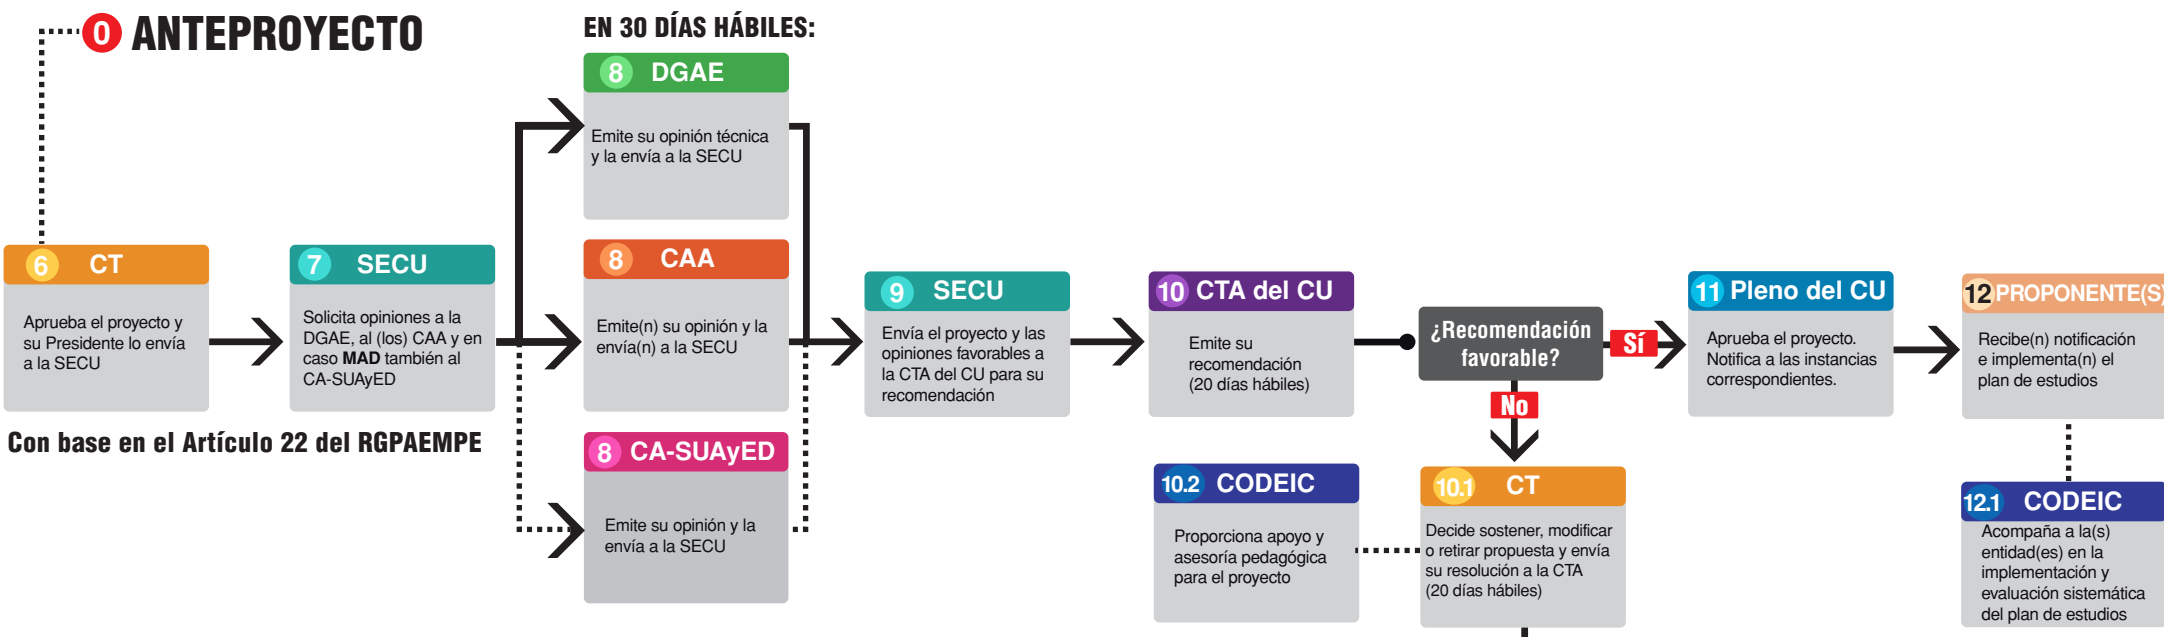 0 ANTEPROYECTO
EN 30 DÍAS HÁBILES:
6 CT
Aprueba el proyecto y
su Presidente lo envía
a la SECU
Con base en el Artículo 22 del RGPAEMPE
7 SECU
Solicita opiniones a la
DGAE, al (los) CAA y en
caso MAD también al
CA-SUAyED
8 DGAE
Emite su opinión técnica
y la envía a la SECU
8 CAA
Emite(n) su opinión y la
envía(n) a la SECU
8 CA-SUAyED
Emite su opinión y la
envía a la SECU
9 SECU
Envía el proyecto y las
opiniones favorables a
la CTA del CU para su
recomendación
10 CTA del CU
Emite su
recomendación
(20 días hábiles)
¿Recomendación
favorable?
Sí
No
10.2 CODEIC
Proporciona apoyo y
asesoría pedagógica
para el proyecto
10.1 CT
Decide sostener, modificar
o retirar propuesta y envía
su resolución a la CTA
(20 días hábiles)
11 Pleno del CU
Aprueba el proyecto.
Notifica a las instancias
correspondientes.
12 PROPONENTE(S)
Recibe(n) notificación
e implementa(n) el
plan de estudios
12.1 CODEIC
Acompaña a la(s)
entidad(es) en la
implementación y
evaluación sistemática
del plan de estudios